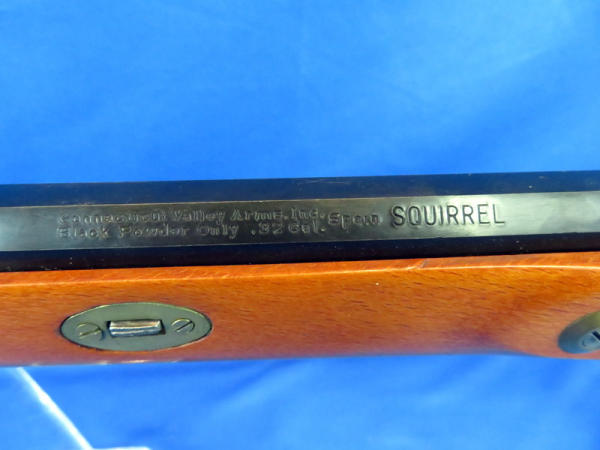 Connecticut Valley Arms, Inc. Spain SQUIRREL
Black Powder Only .32 Cal.